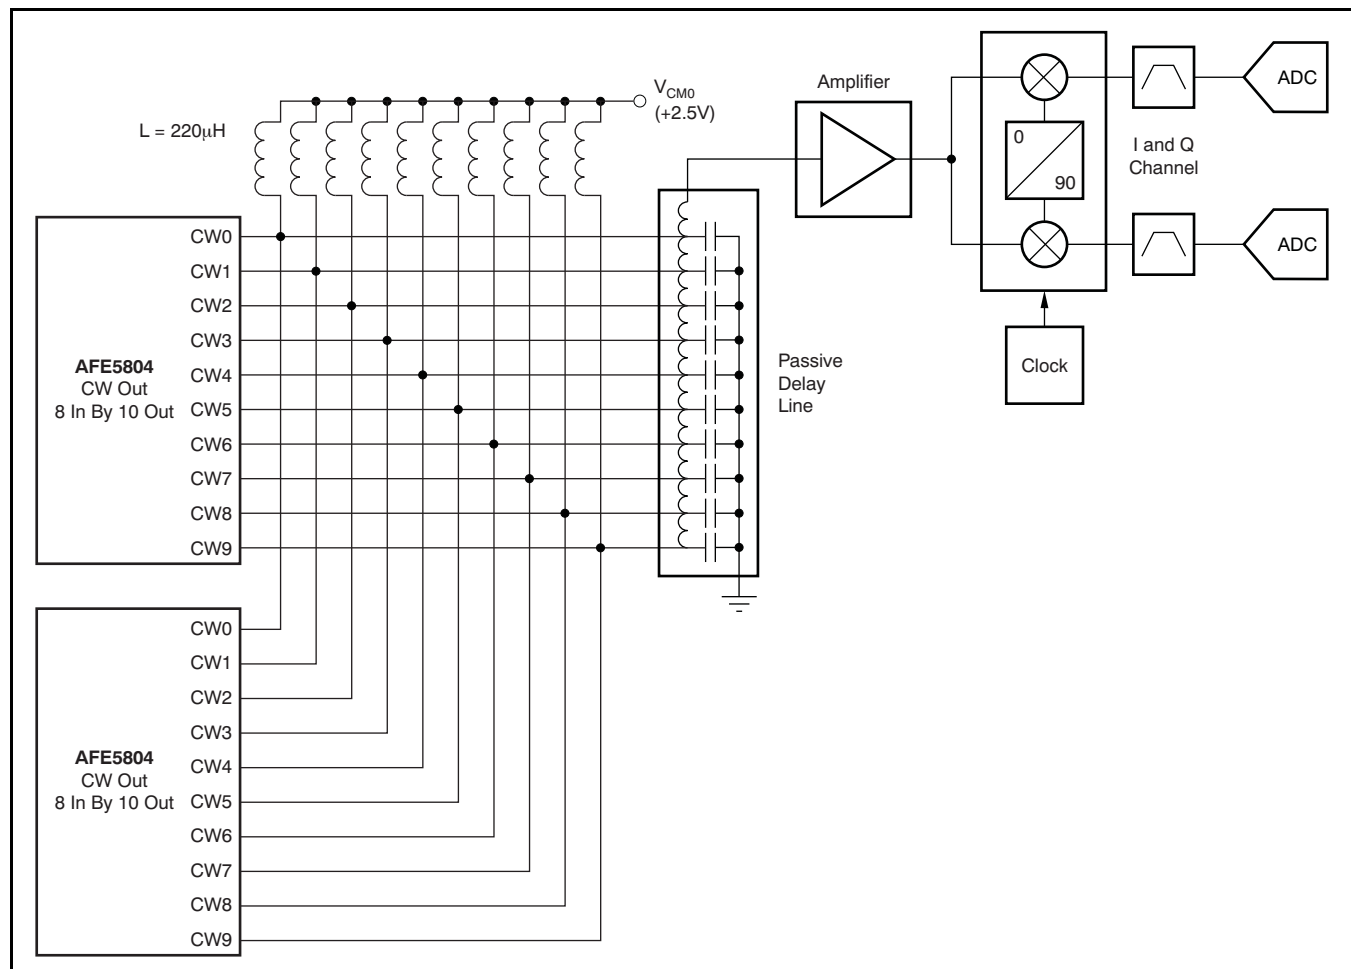 V_CM0
(+2.5V)
L = 220μH
Amplifier
ADC
0
90
I and Q
Channel
ADC
Clock
Passive
Delay
Line
AFE5804
CW Out
8 In By 10 Out
CW0
CW1
CW2
CW3
CW4
CW5
CW6
CW7
CW8
CW9
AFE5804
CW Out
8 In By 10 Out
CW0
CW1
CW2
CW3
CW4
CW5
CW6
CW7
CW8
CW9